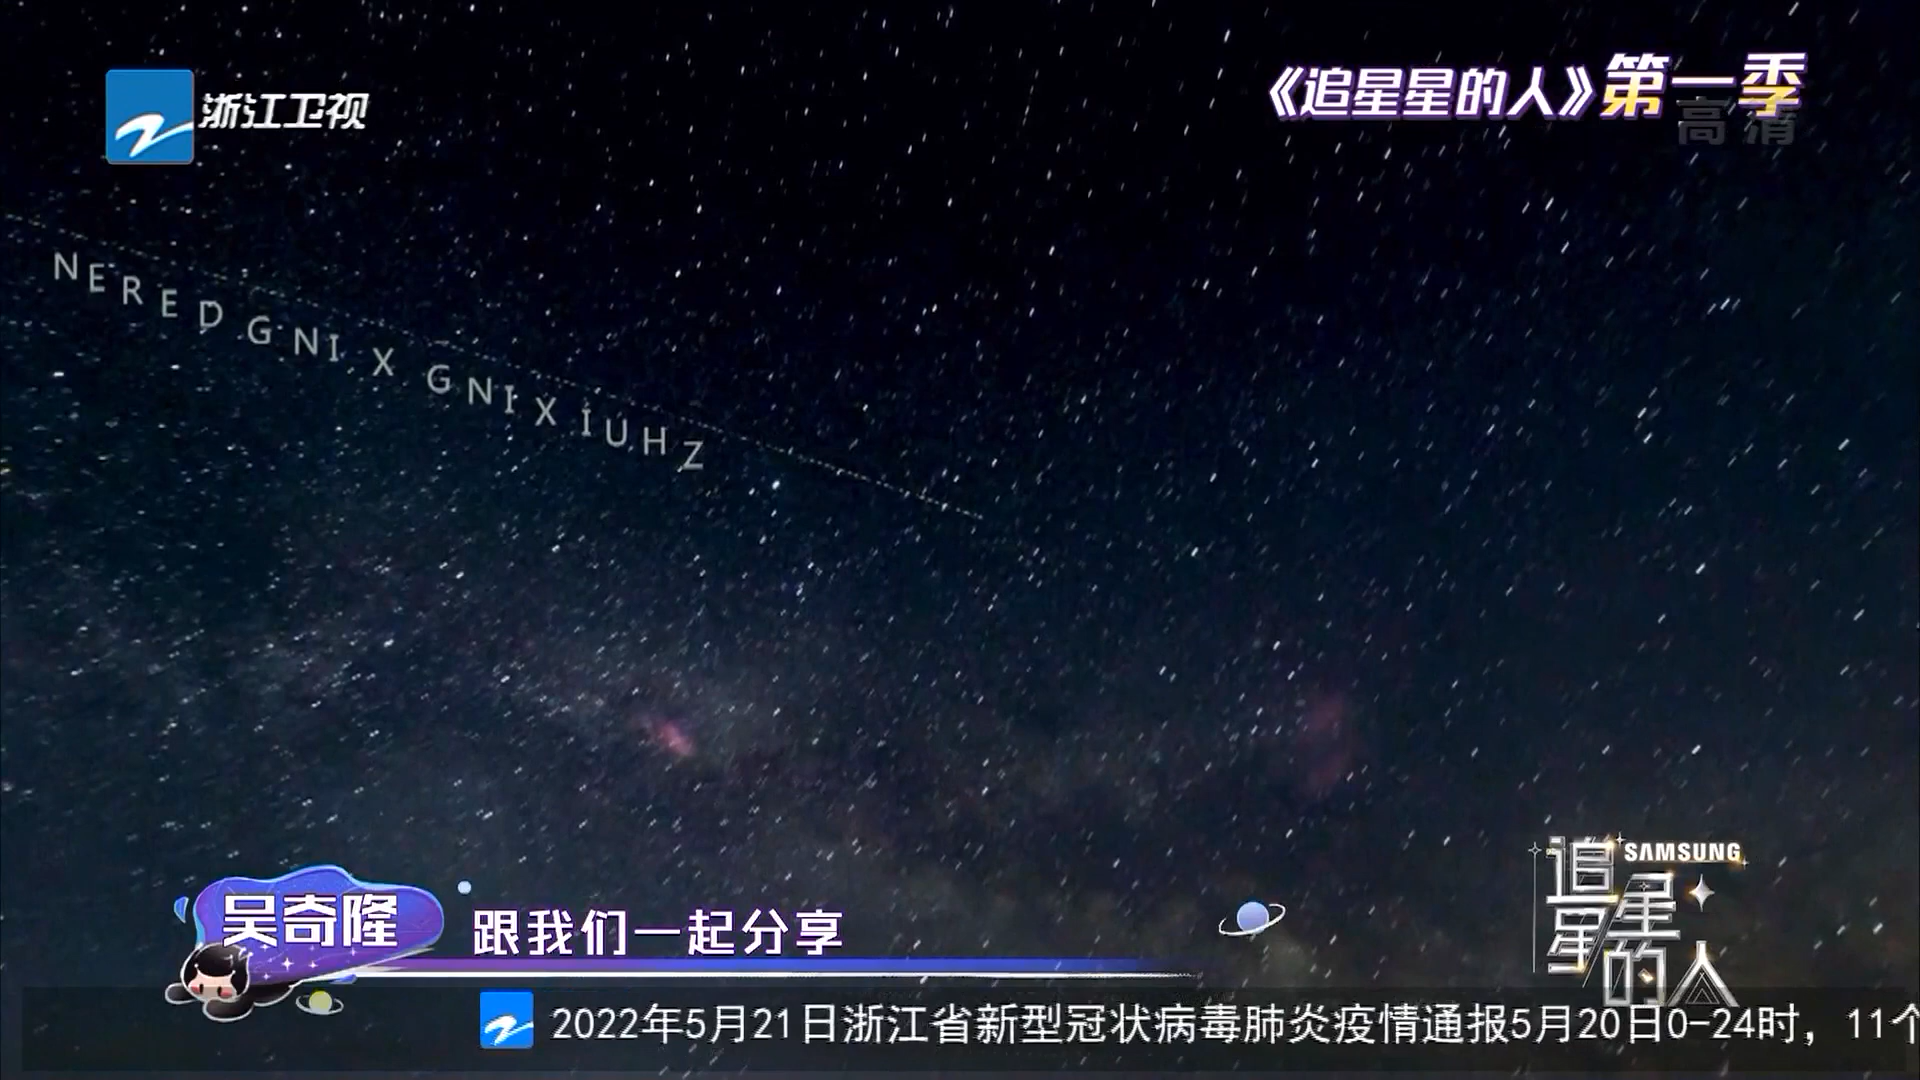 浙江卫视
《追星星的人》第一季
高清
NERED GNI X GNIXIUHZ
吴奇隆
跟我们一起分享
SAMSUNG
追星星的人
2022年5月21日浙江省新型冠状病毒肺炎疫情通报5月20日0-24时，11个